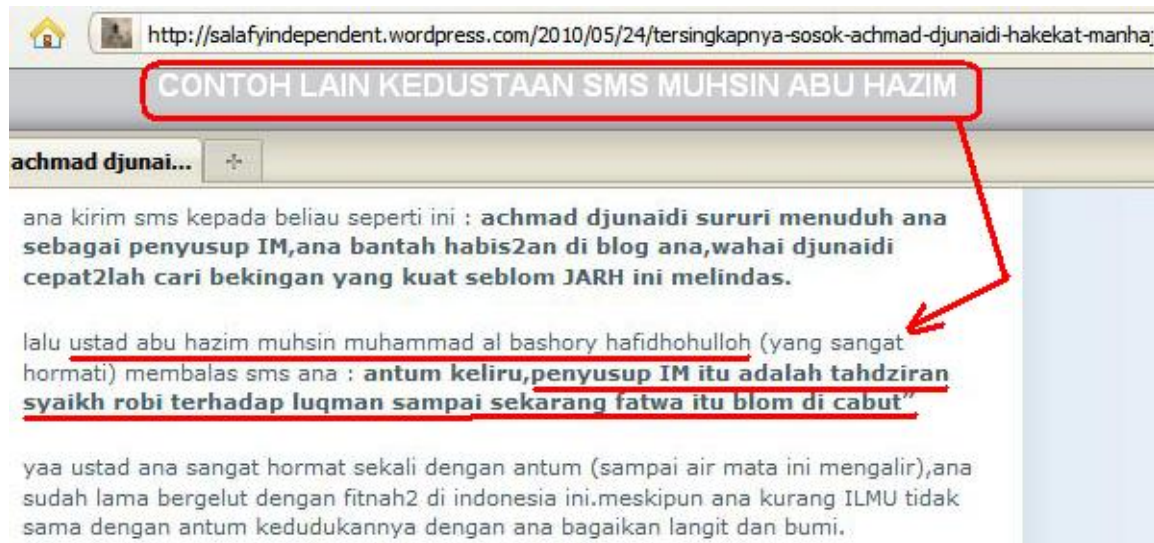 http://salafyindependent.wordpress.com/2010/05/24/tersingkapnya-sosok-achmad-djunaidi-hakekat-manhaj
CONTOH LAIN KEDUSTAAN SMS MUHSIN ABU HAZIM
achmad djunai...
ana kirim sms kepada beliau seperti ini : achmad djunaidi sururi menuduh ana
sebagai penyusup IM,ana bantah habis2an di blog ana,wahai djunaidi
cepat2lah cari bekingan yang kuat seblom JARH ini melindas.
lalu ustad abu hazim muhsin muhammad al bashory hafidhohulloh (yang sangat
hormati) membalas sms ana : antum keliru,penyusup IM itu adalah tahdziran
syaikh robi terhadap luqman sampai sekarang fatwa itu blom di cabut”
yaa ustad ana sangat hormat sekali dengan antum (sampai air mata ini mengalir),ana
sudah lama bergelut dengan fitnah2 di indonesia ini.meskipun ana kurang ILMU tidak
sama dengan antum kedudukannya dengan ana bagaikan langit dan bumi.